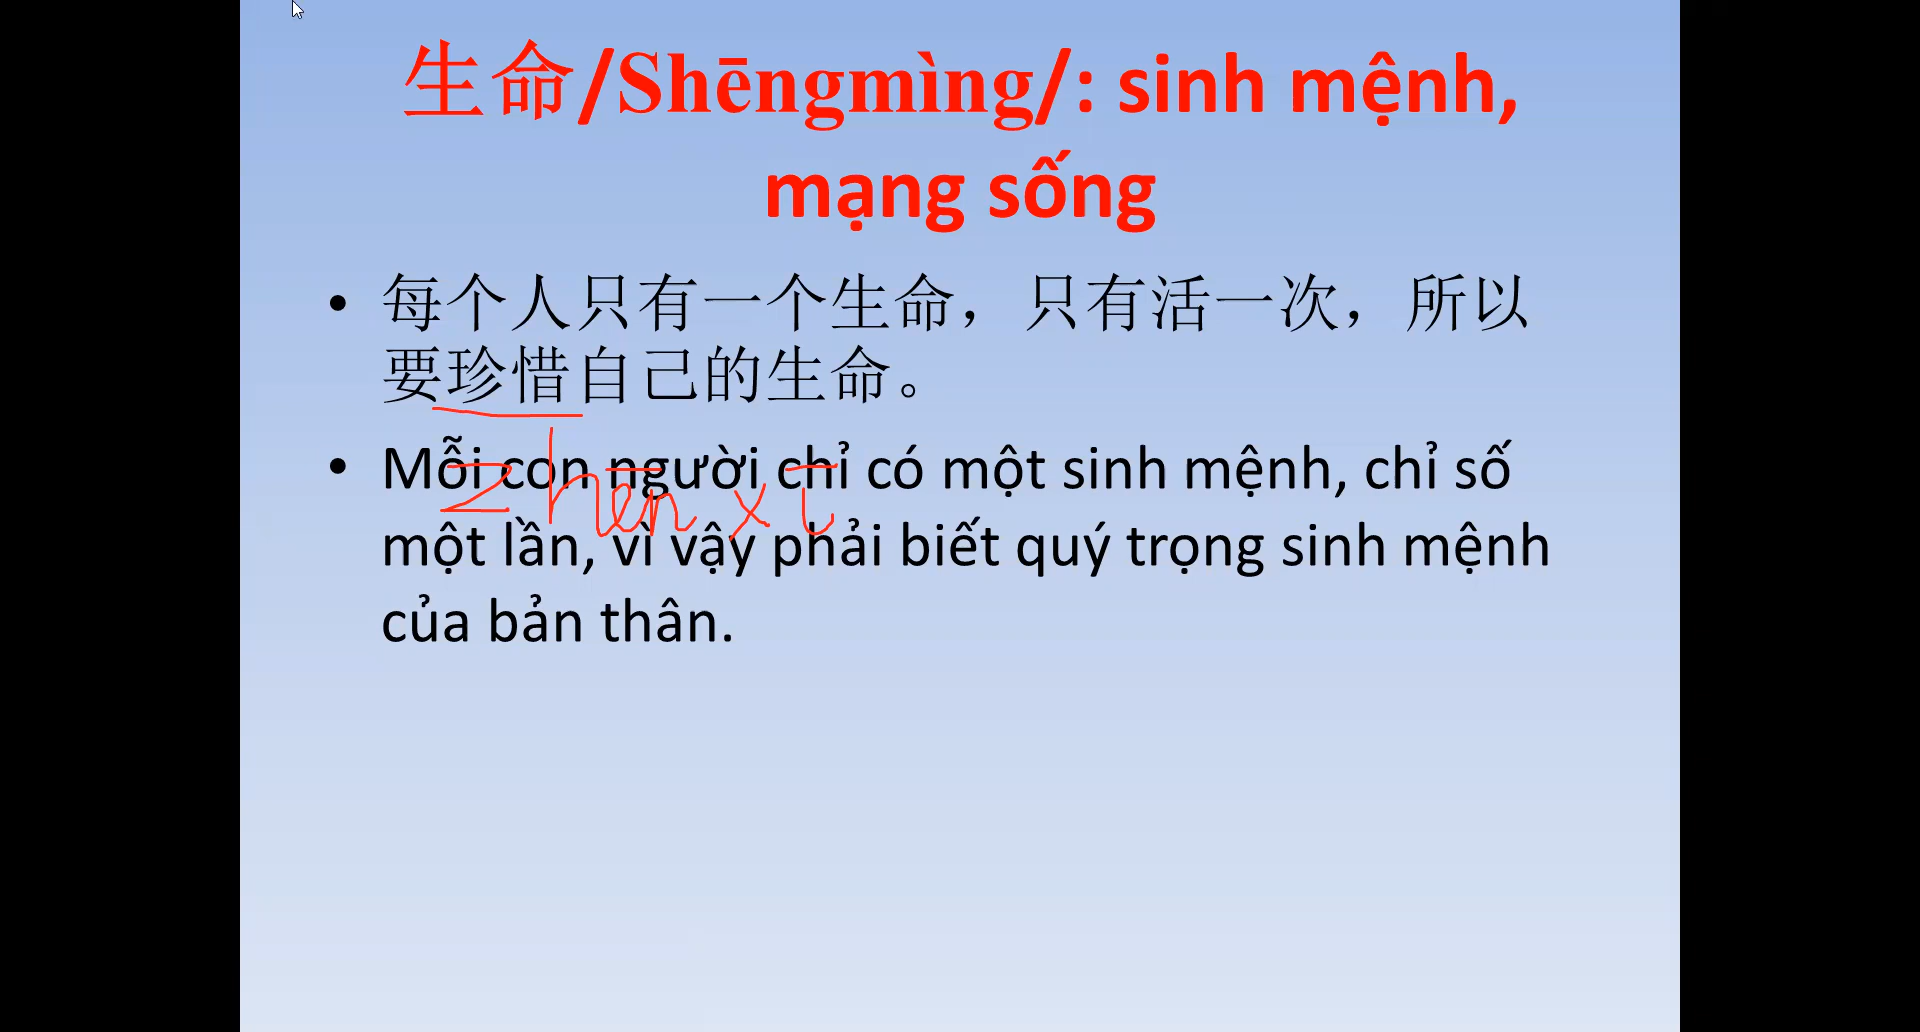 生命/Shēngmìng/: sinh mệnh,
mạng sống
• 每个人只有一个生命，只有活一次，所以
要珍惜自己的生命。
• Mỗi con người chỉ có một sinh mệnh, chỉ số
zhēn xī
một lần, vì vậy phải biết quý trọng sinh mệnh
của bản thân.